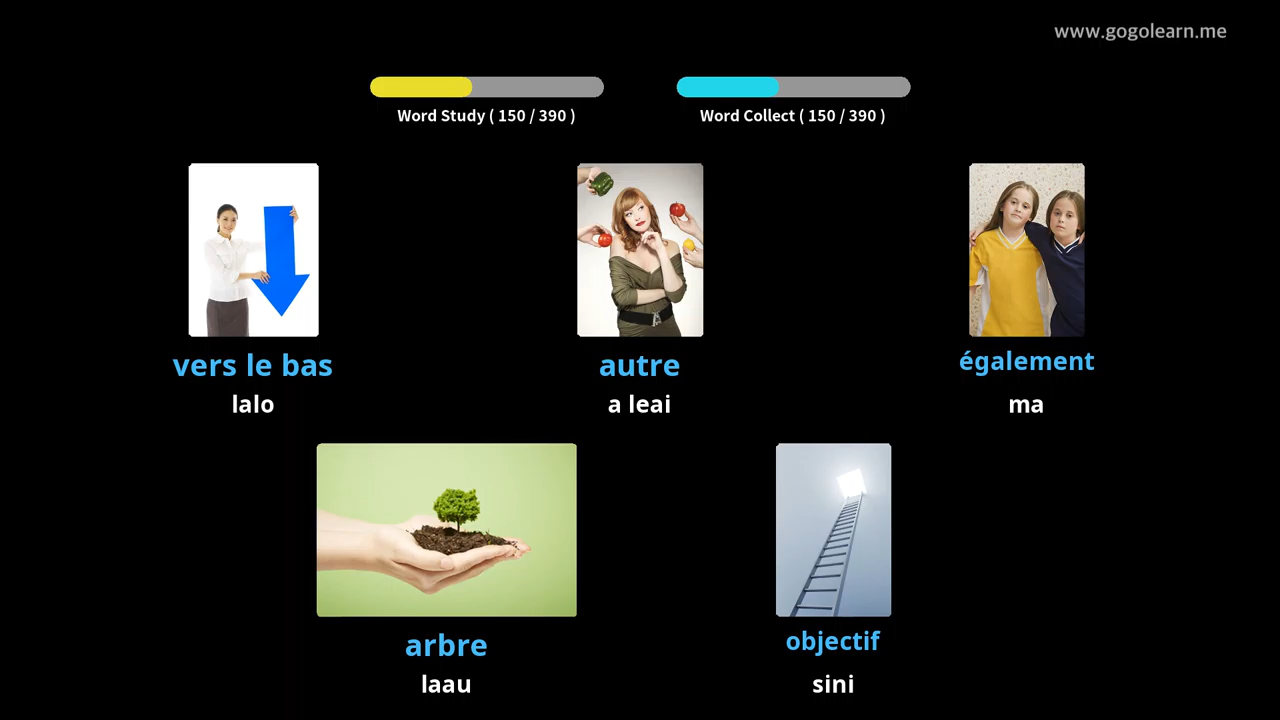 www.gogolearn.me
Word Study ( 150 / 390 )
Word Collect ( 150 / 390 )
vers le bas
lalo
autre
a leai
également
ma
arbre
laau
objectif
sini